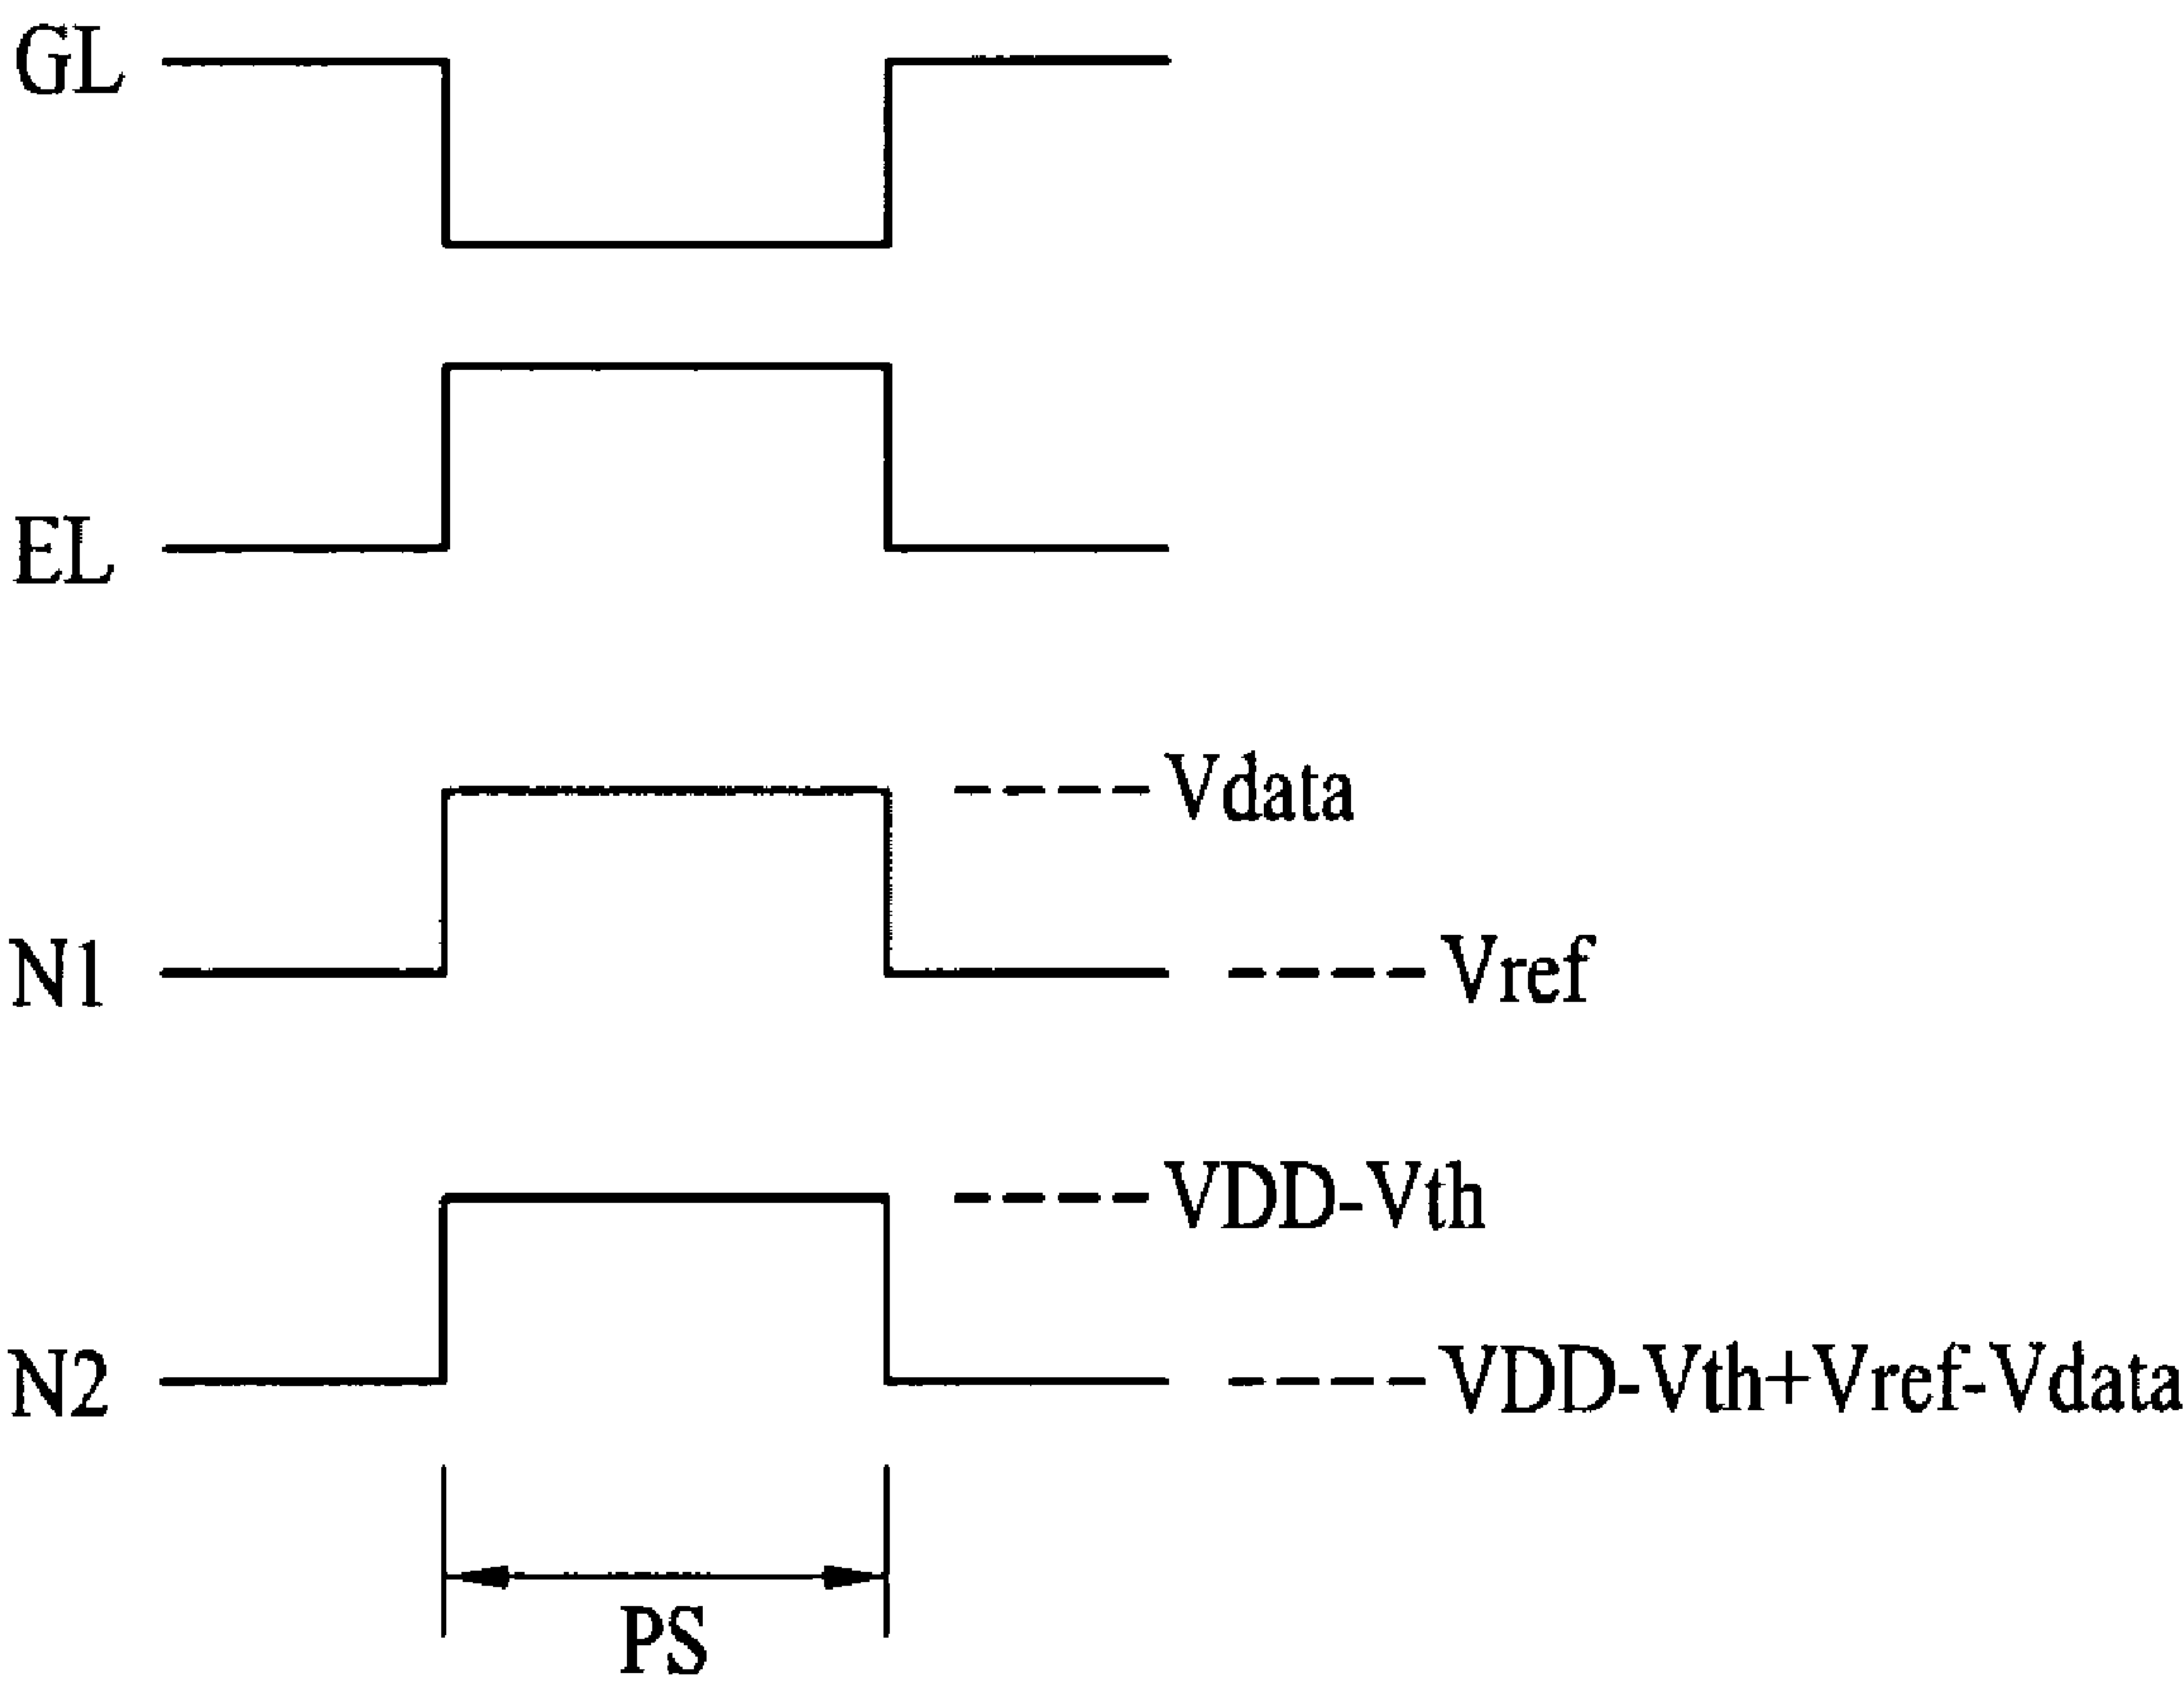 GL
EL
Vdata
N1
Vref
VDD-Vth
N2
VDD-Vth+Vref-Vdata
PS